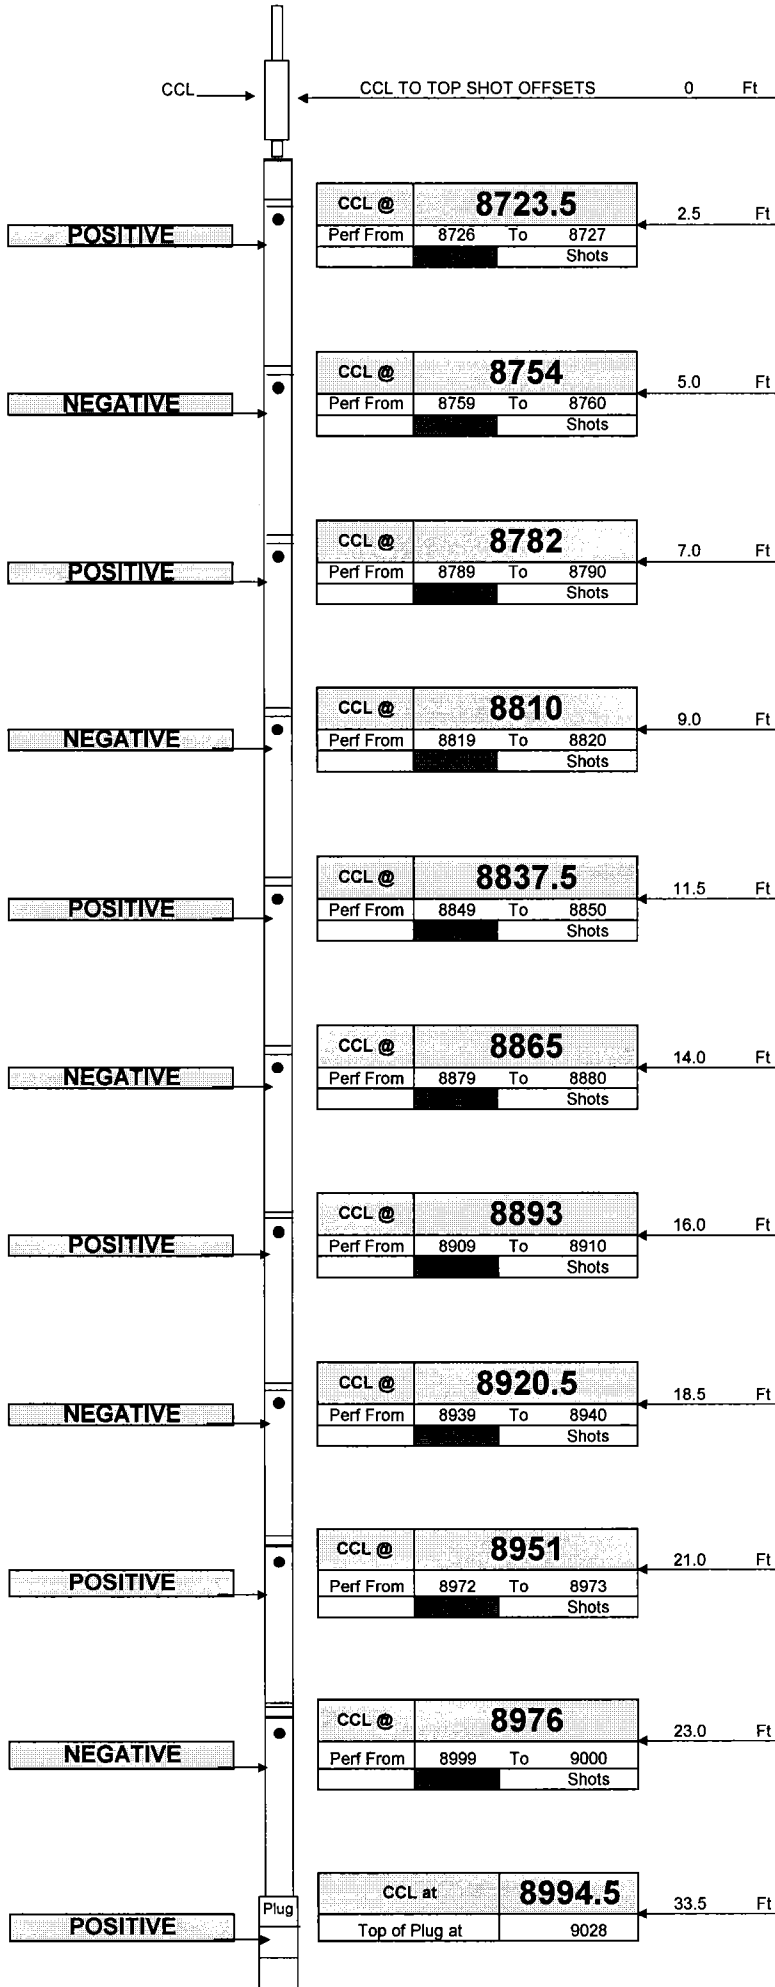 CCL CCL TO TOP SHOT OFFSETS 0 Ft
CCL @ 8723.5
2.5 Ft
POSITIVE
Perf From 8726 To 8727
Shots
CCL @ 8754
5.0 Ft
NEGATIVE
Perf From 8759 To 8760
Shots
CCL @ 8782
7.0 Ft
POSITIVE
Perf From 8789 To 8790
Shots
CCL @ 8810
9.0 Ft
NEGATIVE
Perf From 8819 To 8820
Shots
CCL @ 8837.5
11.5 Ft
POSITIVE
Perf From 8849 To 8850
Shots
CCL @ 8865
14.0 Ft
NEGATIVE
Perf From 8879 To 8880
Shots
CCL @ 8893
16.0 Ft
POSITIVE
Perf From 8909 To 8910
Shots
CCL @ 8920.5
18.5 Ft
NEGATIVE
Perf From 8939 To 8940
Shots
CCL @ 8951
21.0 Ft
POSITIVE
Perf From 8972 To 8973
Shots
CCL @ 8976
23.0 Ft
NEGATIVE
Perf From 8999 To 9000
Shots
CCL at 8994.5
33.5 Ft
Plug
POSITIVE
Top of Plug at 9028